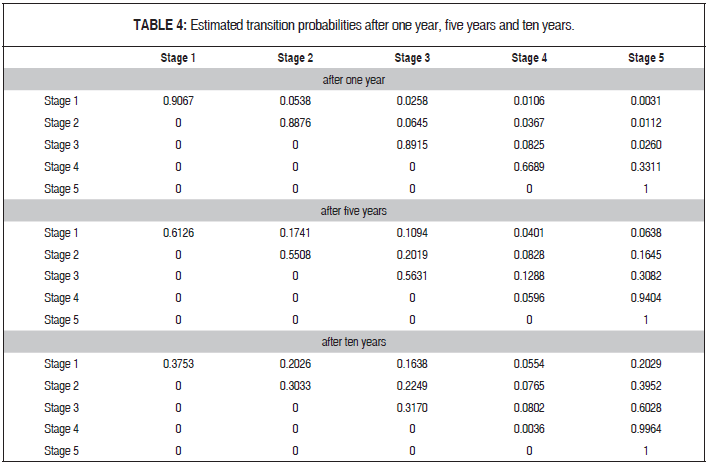 TABLE 4: Estimated transition probabilities after one year, five years and ten years.
Stage 1 Stage 2 Stage 3 Stage 4 Stage 5
after one year
Stage 1 0.9067 0.0538 0.0258 0.0106 0.0031
Stage 2 0 0.8876 0.0645 0.0367 0.0112
Stage 3 0 0 0.8915 0.0825 0.0260
Stage 4 0 0 0 0.6689 0.3311
Stage 5 0 0 0 0 1
after five years
Stage 1 0.6126 0.1741 0.1094 0.0401 0.0638
Stage 2 0 0.5508 0.2019 0.0828 0.1645
Stage 3 0 0 0.5631 0.1288 0.3082
Stage 4 0 0 0 0.0596 0.9404
Stage 5 0 0 0 0 1
after ten years
Stage 1 0.3753 0.2026 0.1638 0.0554 0.2029
Stage 2 0 0.3033 0.2249 0.0765 0.3952
Stage 3 0 0 0.3170 0.0802 0.6028
Stage 4 0 0 0 0.0036 0.9964
Stage 5 0 0 0 0 1